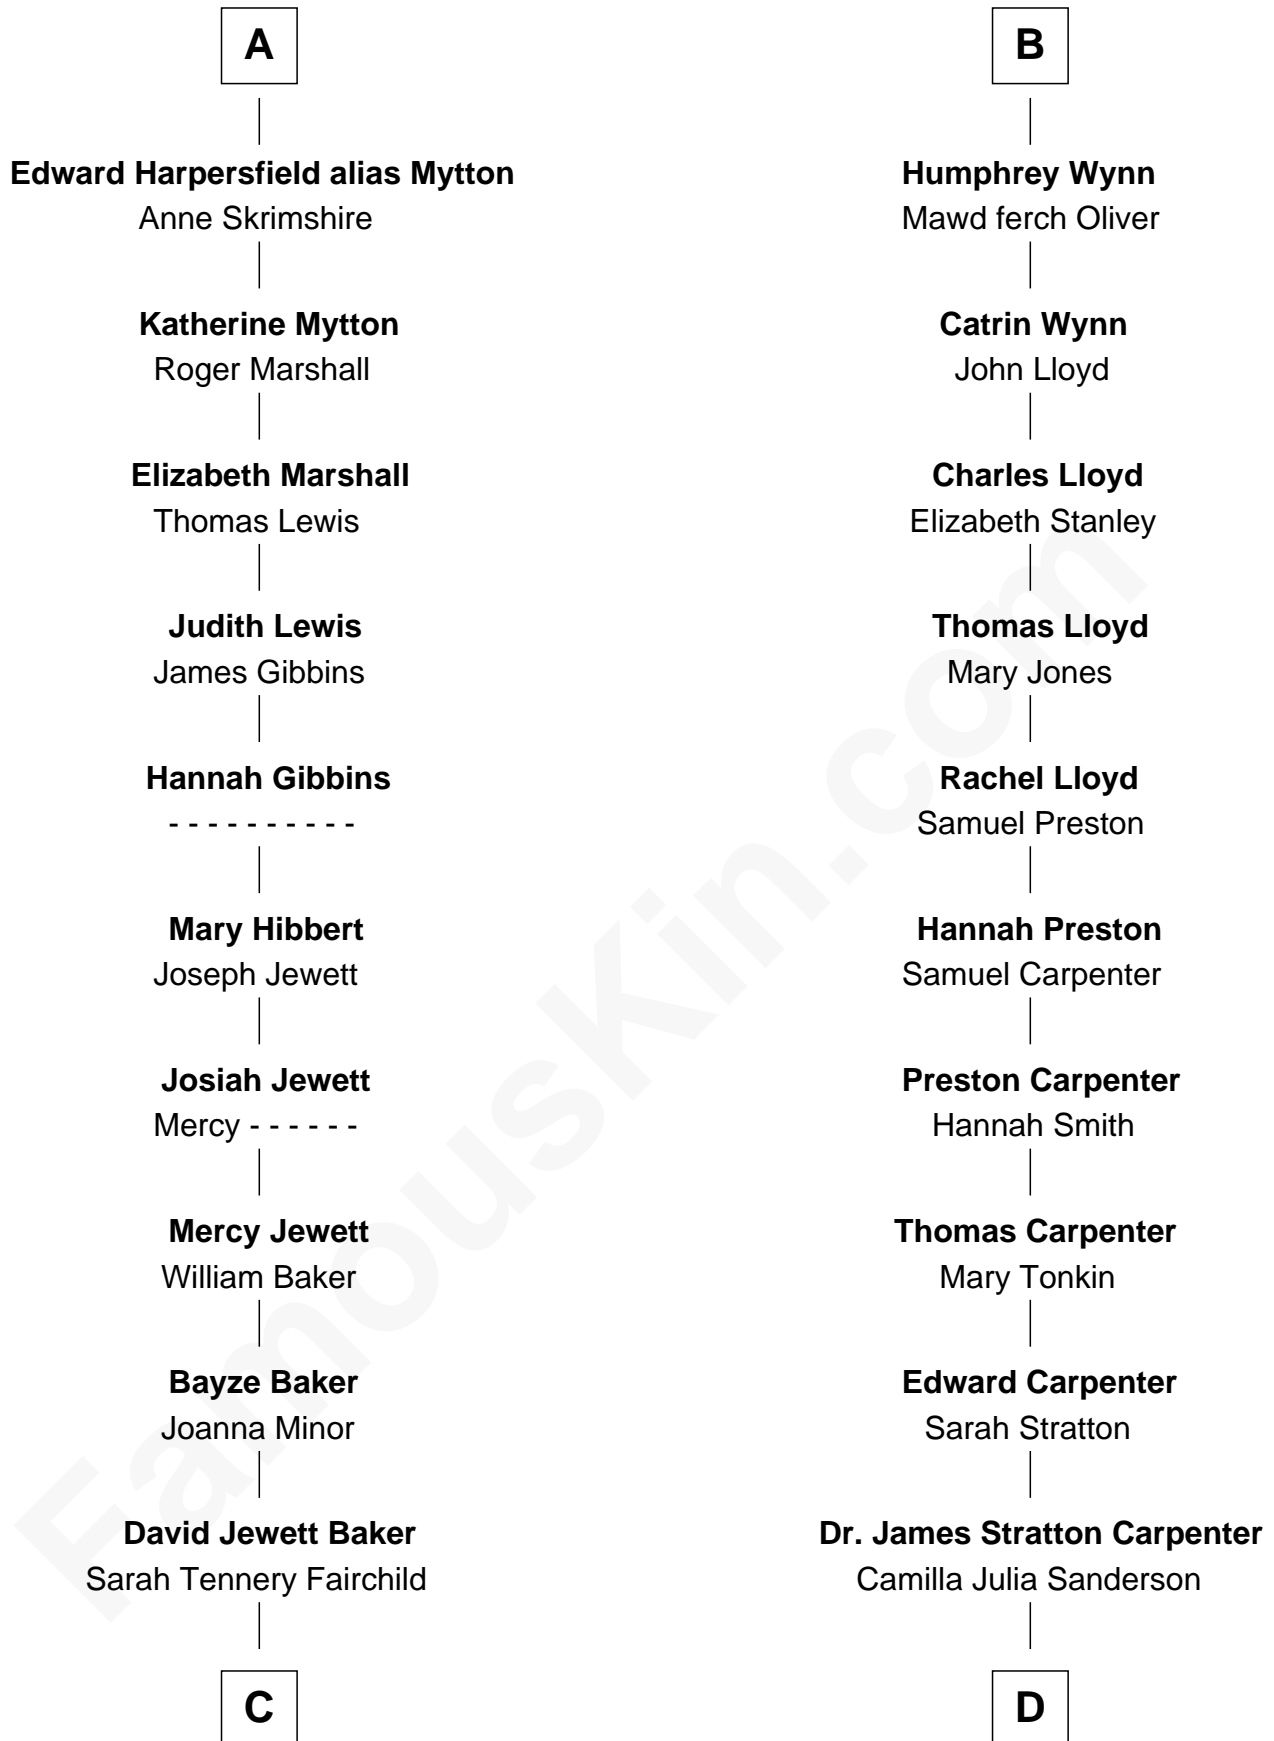 A
Edward Harpersfield alias Mytton
Anne Skrimshire
Katherine Mytton
Roger Marshall
Elizabeth Marshall
Thomas Lewis
Judith Lewis
James Gibbins
Hannah Gibbins
- - - - - - - - - -
Mary Hibbert
Joseph Jewett
Josiah Jewett
Mercy - - - - - -
Mercy Jewett
William Baker
Bayze Baker
Joanna Minor
David Jewett Baker
Sarah Tennery Fairchild
C
B
Humphrey Wynn
Mawd ferch Oliver
Catrin Wynn
John Lloyd
Charles Lloyd
Elizabeth Stanley
Thomas Lloyd
Mary Jones
Rachel Lloyd
Samuel Preston
Hannah Preston
Samuel Carpenter
Preston Carpenter
Hannah Smith
Thomas Carpenter
Mary Tonkin
Edward Carpenter
Sarah Stratton
Dr. James Stratton Carpenter
Camilla Julia Sanderson
D
FamousKin.com